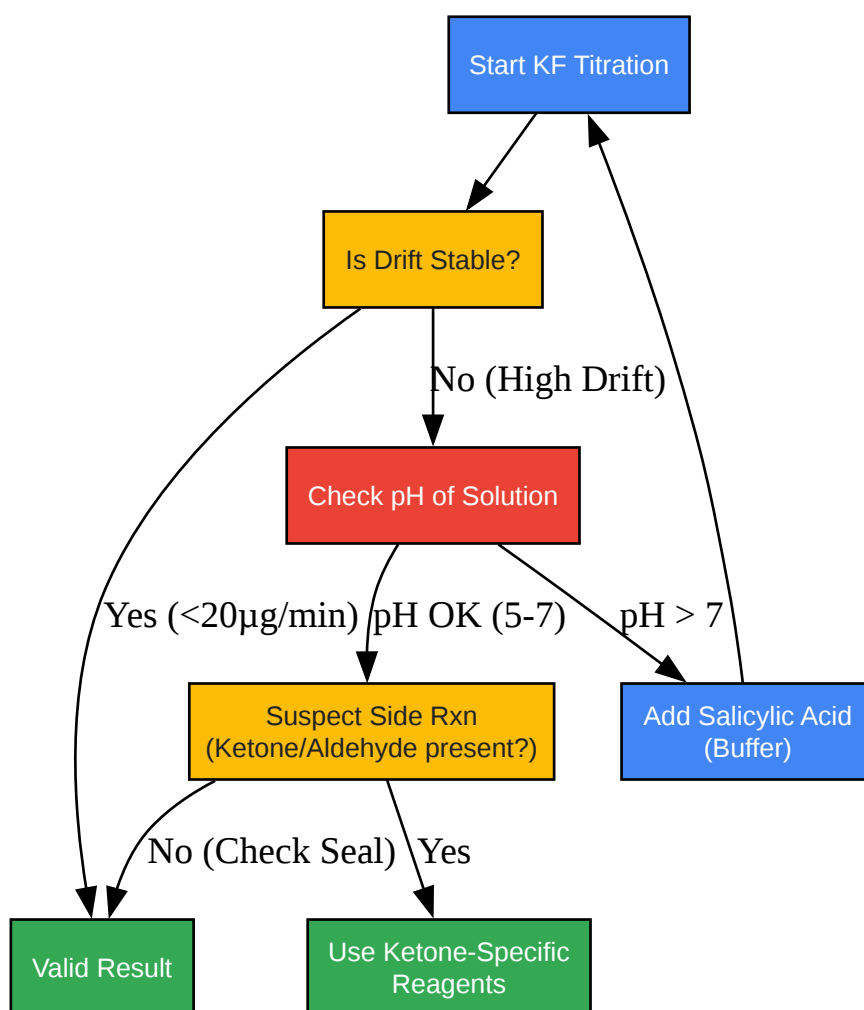 Start KF Titration
Is Drift Stable?
No (High Drift)
Check pH of Solution
Yes (<20µg/min)
pH OK (5-7)
pH > 7
Suspect Side Rxn
(Ketone/Aldehyde present?)
Add Salicylic Acid
(Buffer)
No (Check Seal)
Yes
Valid Result
Use Ketone-Specific
Reagents